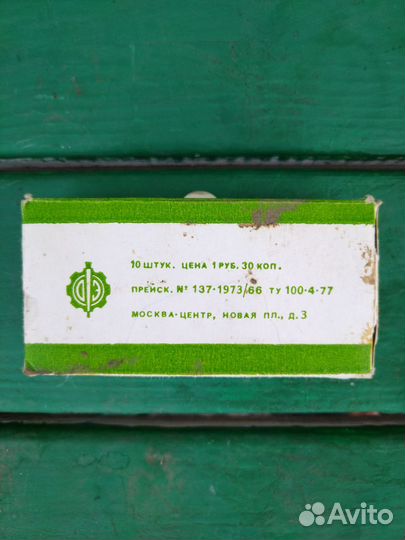 10 ШТУК. ЦЕНА 1 РУБ. 30 КОП.
ПРЕЙСК. № 137-1973/66 ТУ 100-4-77
МОСКВА-ЦЕНТР, НОВАЯ ПЛ., Д. 3
Avito